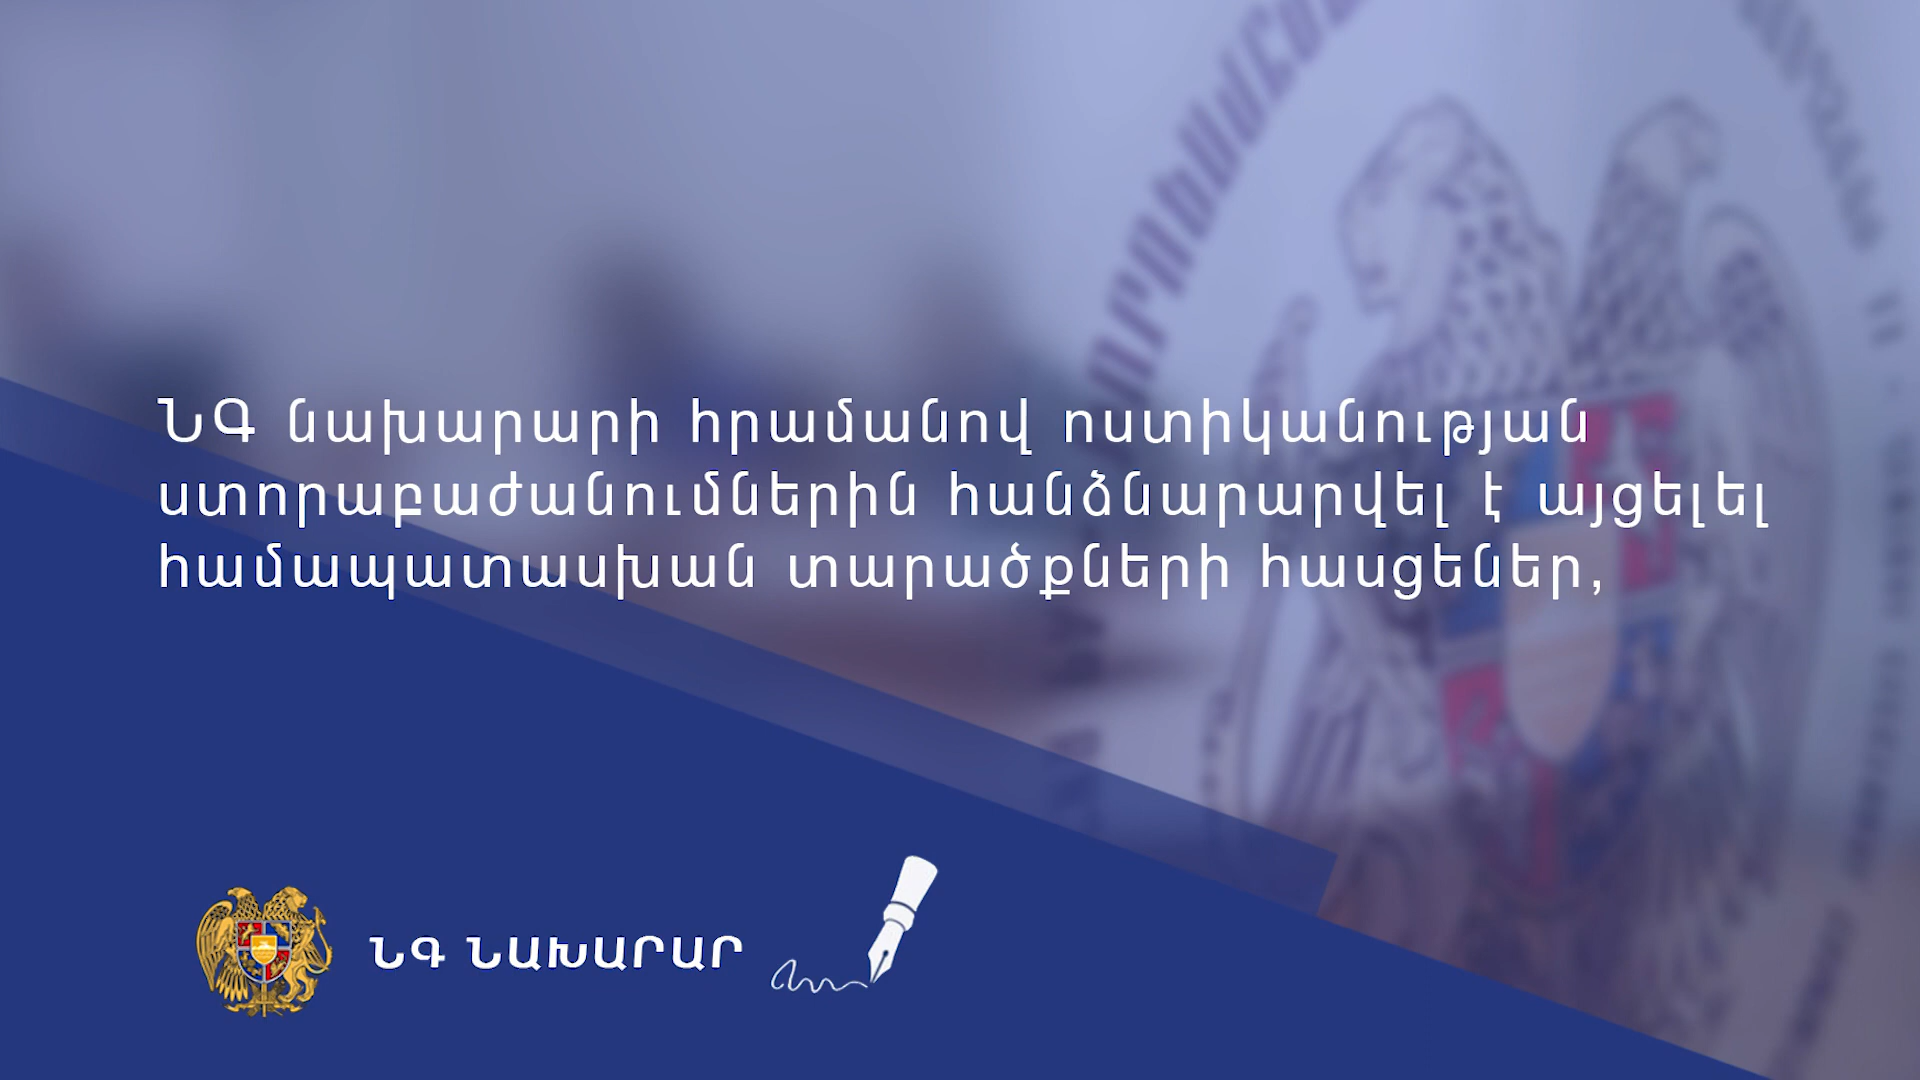 ՆԳ նախարարի հրամանով ոստիկանության
ստորաբաժանումներին հանձնարարվել է այցելել
համապատասխան տարածքների հասցեներ,
ՆԳ ՆԱԽԱՐԱՐ